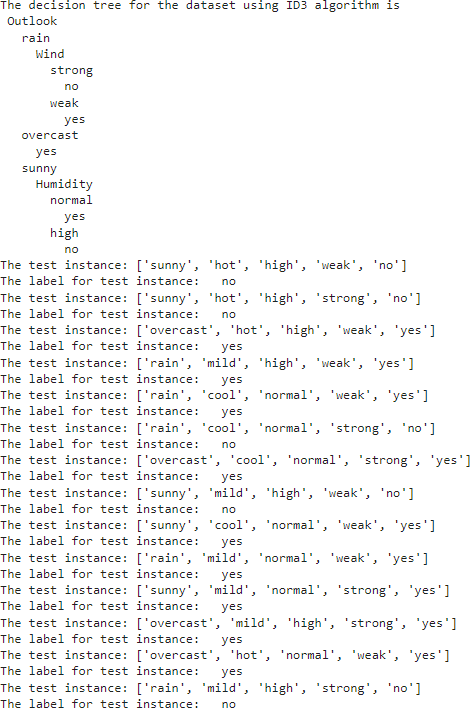 The decision tree for the dataset using ID3 algorithm is
Outlook
rain
Wind
strong
no
weak
yes
overcast
yes
sunny
Humidity
normal
yes
high
no
The test instance: ['sunny', 'hot', 'high', 'weak', 'no']
The label for test instance:   no
The test instance: ['sunny', 'hot', 'high', 'strong', 'no']
The label for test instance:   no
The test instance: ['overcast', 'hot', 'high', 'weak', 'yes']
The label for test instance:   yes
The test instance: ['rain', 'mild', 'high', 'weak', 'yes']
The label for test instance:   yes
The test instance: ['rain', 'cool', 'normal', 'weak', 'yes']
The label for test instance:   yes
The test instance: ['rain', 'cool', 'normal', 'strong', 'no']
The label for test instance:   no
The test instance: ['overcast', 'cool', 'normal', 'strong', 'yes']
The label for test instance:   yes
The test instance: ['sunny', 'mild', 'high', 'weak', 'no']
The label for test instance:   no
The test instance: ['sunny', 'cool', 'normal', 'weak', 'yes']
The label for test instance:   yes
The test instance: ['rain', 'mild', 'normal', 'weak', 'yes']
The label for test instance:   yes
The test instance: ['sunny', 'mild', 'normal', 'strong', 'yes']
The label for test instance:   yes
The test instance: ['overcast', 'mild', 'high', 'strong', 'yes']
The label for test instance:   yes
The test instance: ['overcast', 'hot', 'normal', 'weak', 'yes']
The label for test instance:   yes
The test instance: ['rain', 'mild', 'high', 'strong', 'no']
The label for test instance:   no